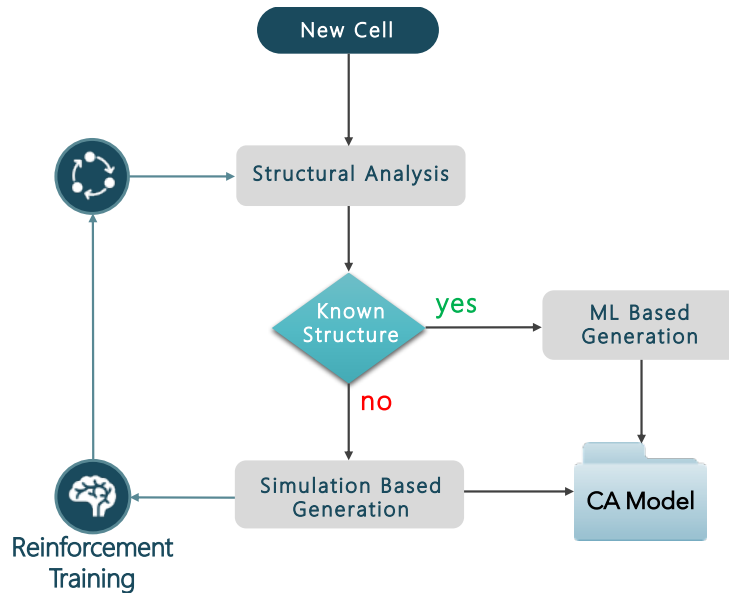 New Cell
Structural Analysis
Known
Structure
yes
ML Based
Generation
no
Simulation Based
Generation
CA Model
Reinforcement
Training